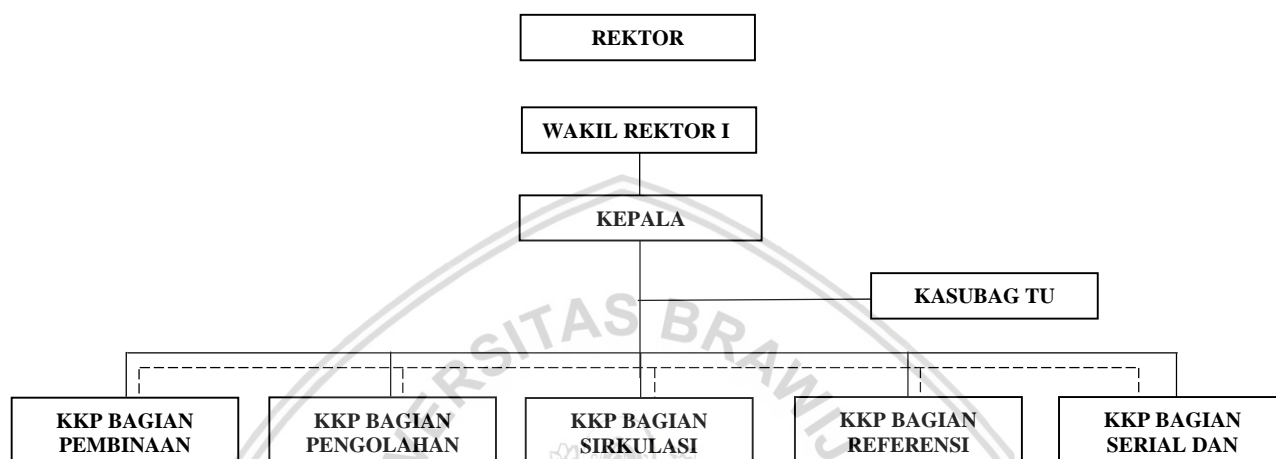 REKTOR
WAKIL REKTOR I
KEPALA
KASUBAG TU
KKP BAGIAN
PEMBINAAN
KKP BAGIAN
PENGOLAHAN
KKP BAGIAN
SIRKULASI
KKP BAGIAN
REFERENSI
KKP BAGIAN
SERIAL DAN